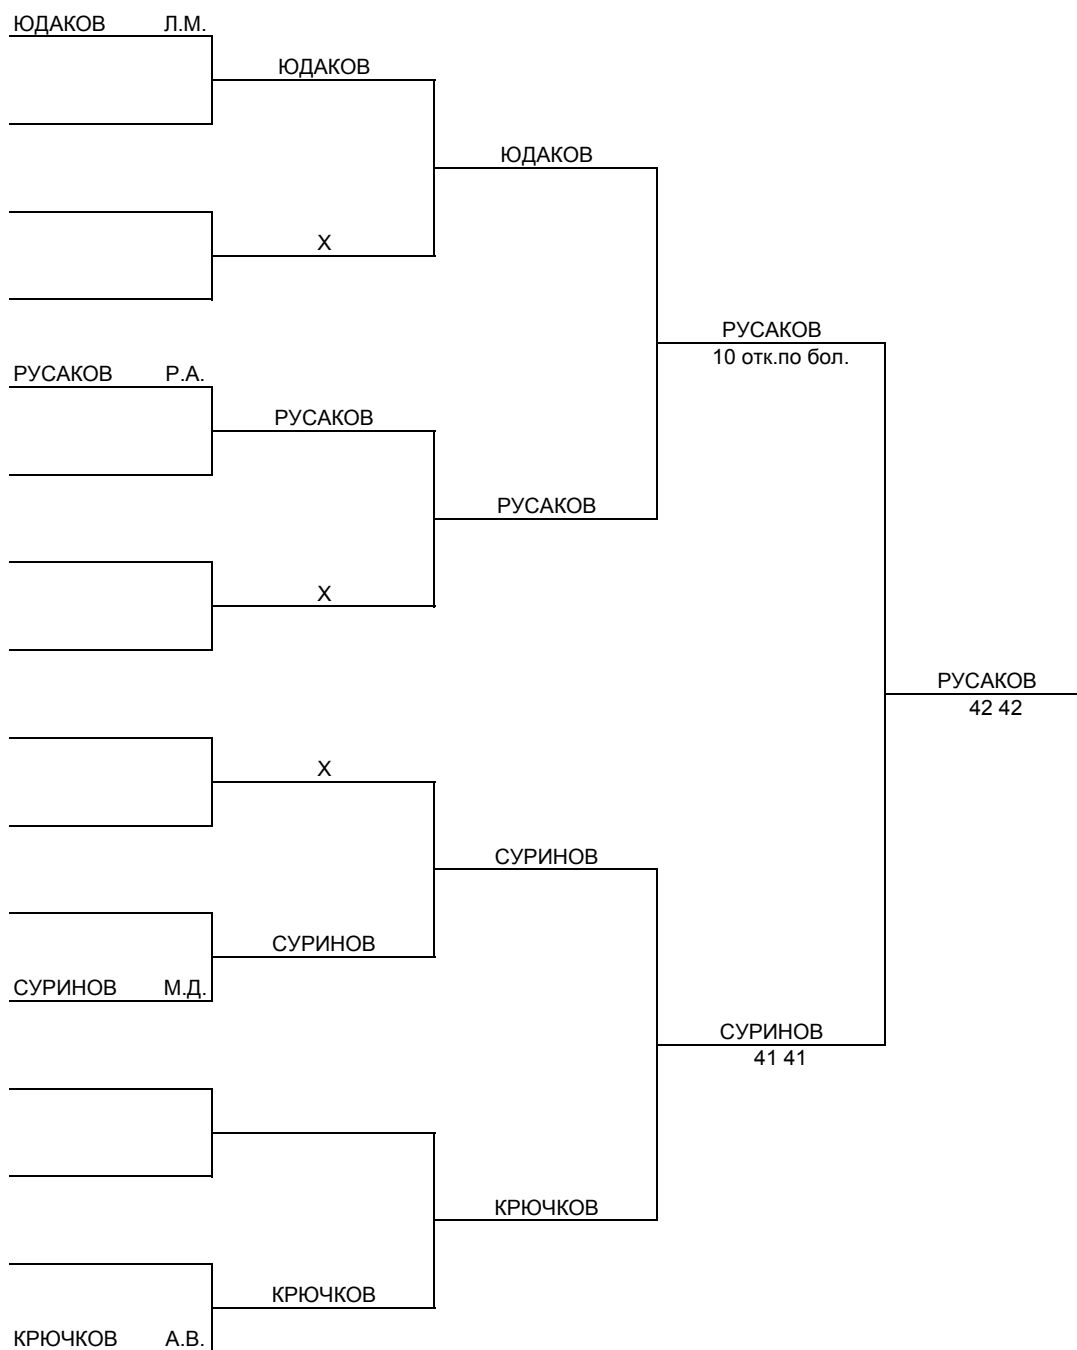 ЮДАКОВ Л.М.
ЮДАКОВ
ЮДАКОВ
Х
РУСАКОВ
10 отк.по бол.
РУСАКОВ Р.А.
РУСАКОВ
РУСАКОВ
Х
РУСАКОВ
42 42
Х
СУРИНОВ
СУРИНОВ
СУРИНОВ М.Д.
СУРИНОВ
41 41
КРЮЧКОВ
КРЮЧКОВ
КРЮЧКОВ А.В.